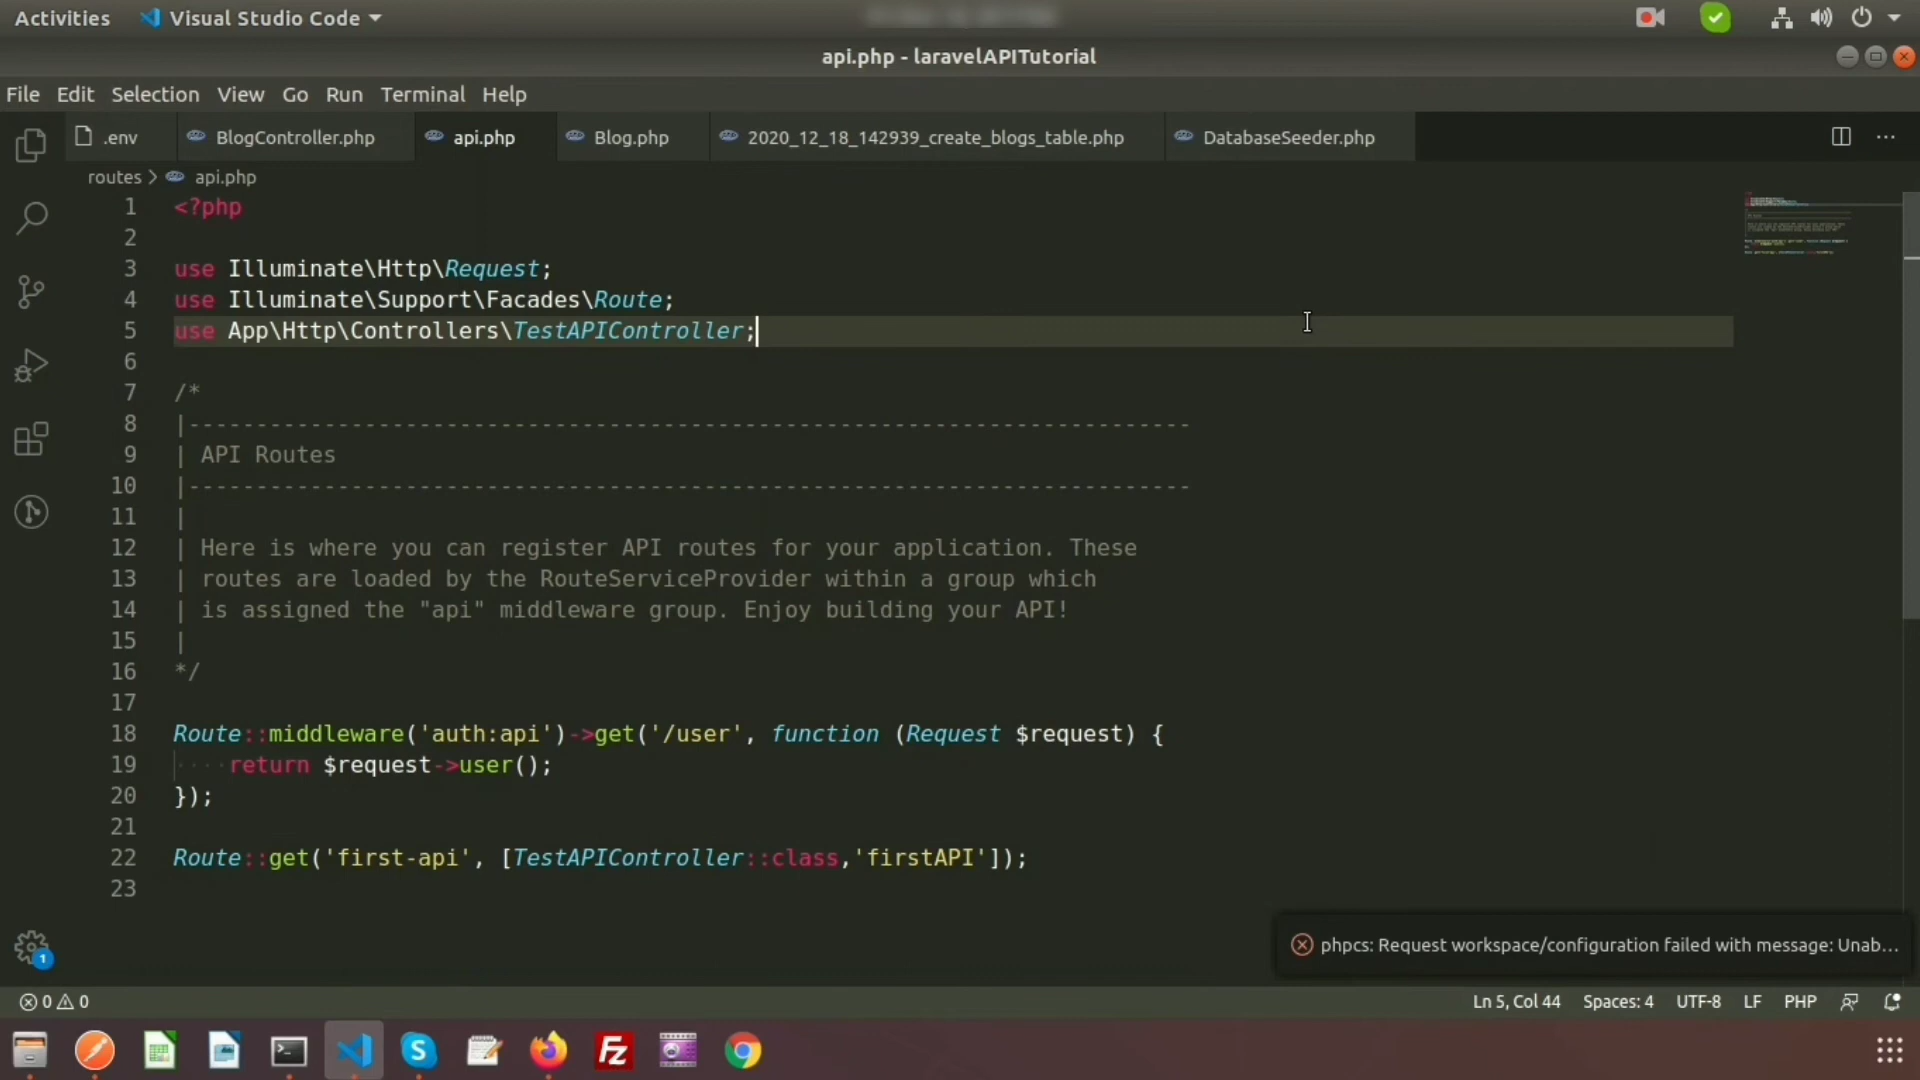 Activities
Visual Studio Code
api.php - laravelAPITutorial
File Edit Selection View Go Run Terminal Help
.env BlogController.php api.php Blog.php 2020_12_18_142939_create_blogs_table.php DatabaseSeeder.php
routes > api.php
1 <?php
2
3 use Illuminate\Http\Request;
4 use Illuminate\Support\Facades\Route;
5 use App\Http\Controllers\TestAPIController;
6
7 /*
8 |--------------------------------------------------------------------------
9 | API Routes
10 |--------------------------------------------------------------------------
11 |
12 | Here is where you can register API routes for your application. These
13 | routes are loaded by the RouteServiceProvider within a group which
14 | is assigned the "api" middleware group. Enjoy building your API!
15 |
16 */
17
18 Route::middleware('auth:api')->get('/user', function (Request $request) {
19 ····return $request->user();
20 });
21
22 Route::get('first-api', [TestAPIController::class,'firstAPI']);
23
phpcs: Request workspace/configuration failed with message: Unab...
1
0 0
Ln 5, Col 44 Spaces: 4 UTF-8 LF PHP